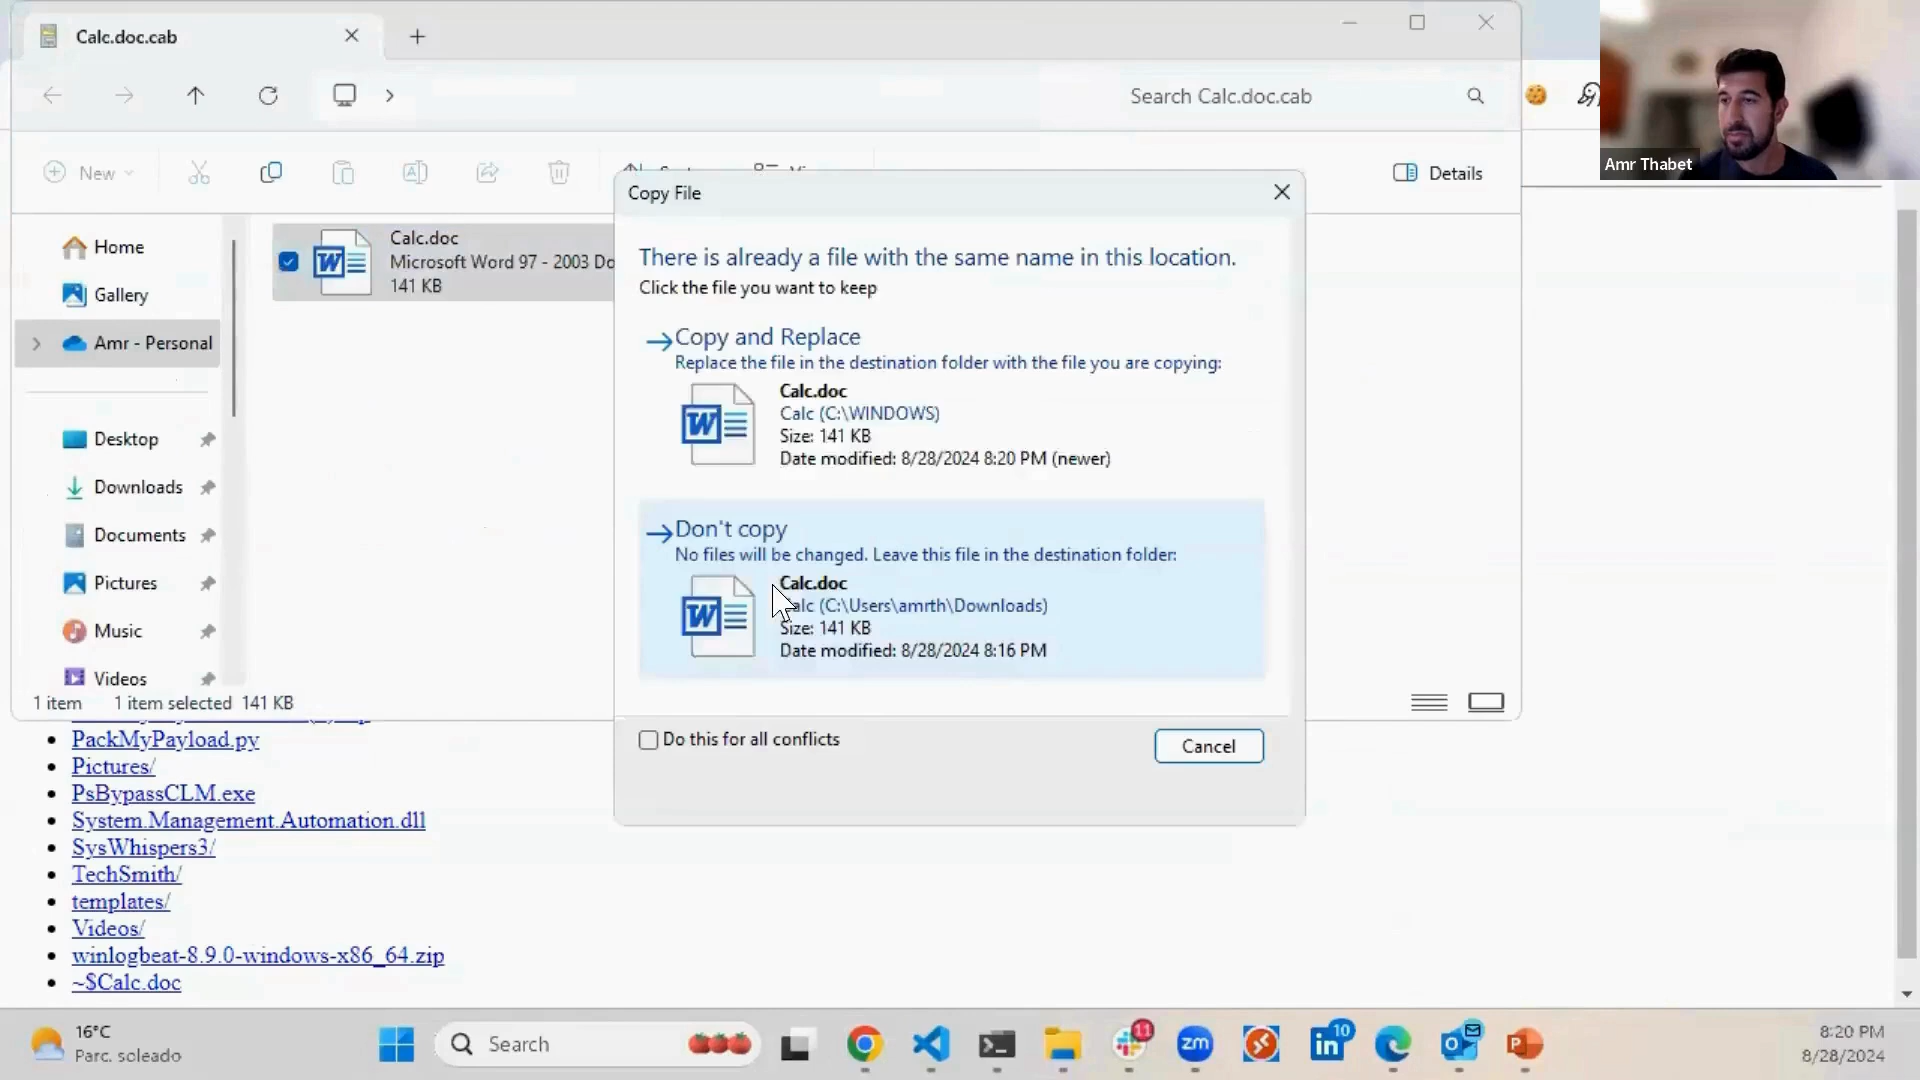 Calc.doc.cab
Search Calc.doc.cab
Amr Thabet
New
Details
Copy File
Home
Gallery
Amr - Personal
Desktop
Downloads
Documents
Pictures
Music
Videos
Calc.doc
Microsoft Word 97 - 2003 Do
141 KB
There is already a file with the same name in this location.
Click the file you want to keep
Copy and Replace
Replace the file in the destination folder with the file you are copying:
Calc.doc
Calc (C:\WINDOWS)
Size: 141 KB
Date modified: 8/28/2024 8:20 PM (newer)
Don't copy
No files will be changed. Leave this file in the destination folder:
Calc.doc
Calc (C:\Users\amrth\Downloads)
Size: 141 KB
Date modified: 8/28/2024 8:16 PM
Do this for all conflicts
Cancel
1 item 1 item selected 141 KB
PackMyPayload.py
Pictures/
PsBypassCLM.exe
System.Management.Automation.dll
SysWhispers3/
TechSmith/
templates/
Videos/
winlogbeat-8.9.0-windows-x86_64.zip
~$Calc.doc
16°C
Parc. soleado
Search
11
zm
10
8:20 PM
8/28/2024